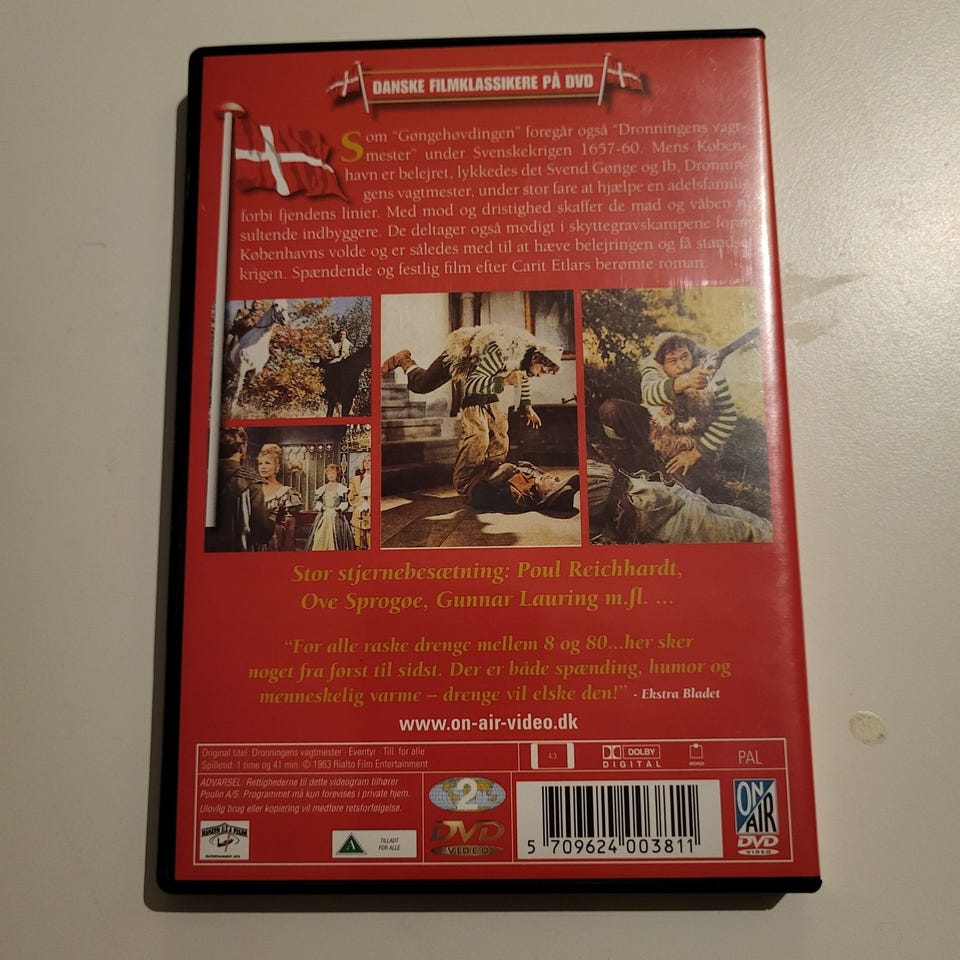 DANSKE FILMKLASSIKERE PÅ DVD
Som "Gøngehøvdingen" foregår også "Dronningens vagt-
mester" under Svenskekrigen 1657-60. Mens Køben-
havn er belejret, lykkedes det Svend Gønge og Ib, Dronnin-
gens vagtmester, under stor fare at hjælpe en adelsfamilie
forbi fjendens linier. Med mod og dristighed skaffer de mad og våben
sultende indbyggere. De deltager også modigt i skyttegravskampene
Københavns volde og er således med til at hæve belejringen og få
krigen. Spændende og festlig film efter Carit Etlars berømte roman.
Stor stjernebesætning: Poul Reichhardt,
Ove Sprogøe, Gunnar Lauring m.fl. ...
"For alle raske drenge mellem 8 og 80...her sker
noget fra først til sidst. Der er både spænding, humor og
menneskelig varme – drenge vil elske den!" - Ekstra Bladet
www.on-air-video.dk
Original titel: Dronningens vagtmester · Eventyr · Till. for alle
Spilletid: 1 time og 41 min. © 1963 Rialto Film Entertainment
4:3
DOLBY
DIGITAL
MONO
PAL
ADVARSEL: Rettighederne til dette videogram tilhører
Poulin A/S. Programmet må kun forevises i private hjem.
Ulovlig brug eller kopiering vil medføre retsforfølgelse.
A
TILLADT
FOR ALLE
2
DVD
VIDEO
5 709624 003811
ON
AIR
DVD
VIDEO